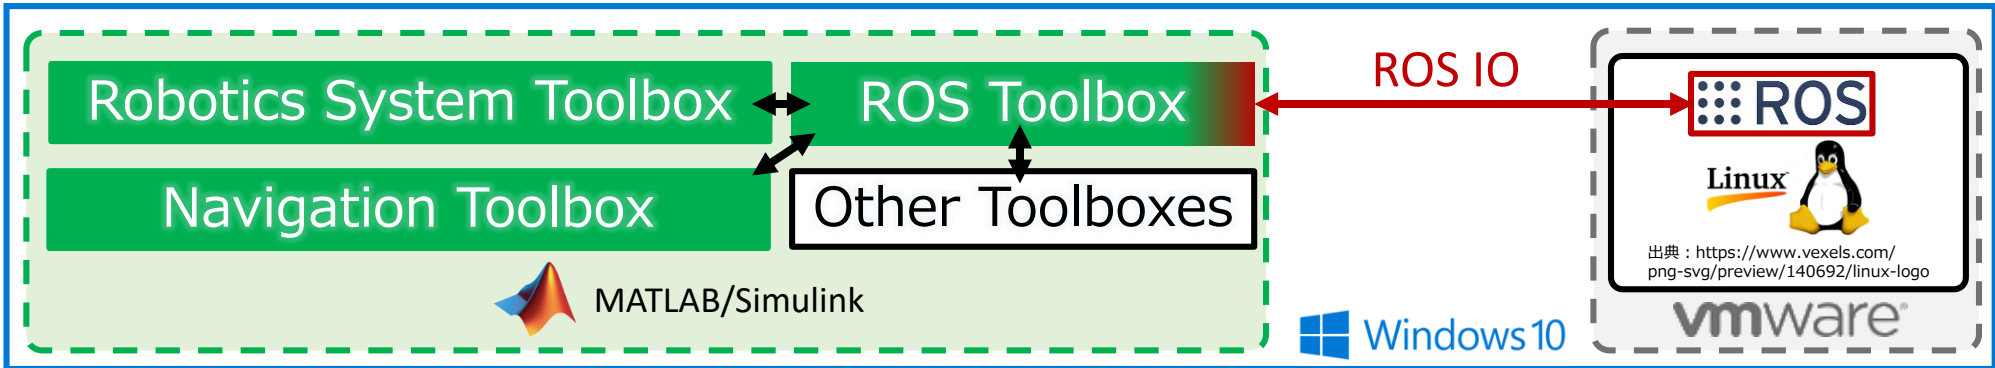 Robotics System Toolbox
ROS Toolbox
ROS IO
ROS
Navigation Toolbox
Other Toolboxes
Linux
出典：https://www.vexels.com/
png-svg/preview/140692/linux-logo
MATLAB/Simulink
Windows 10
vmware